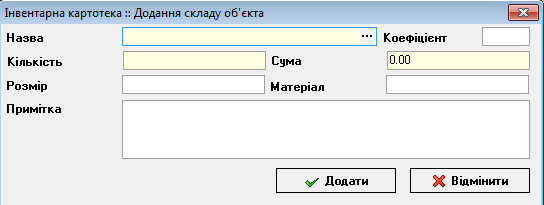 Інвентарна картотека :: Додання складу об'єкта
Назва ... Коефіцієнт
Кількість Сума 0.00
Розмір Матеріал
Примітка
Додати Відмінити